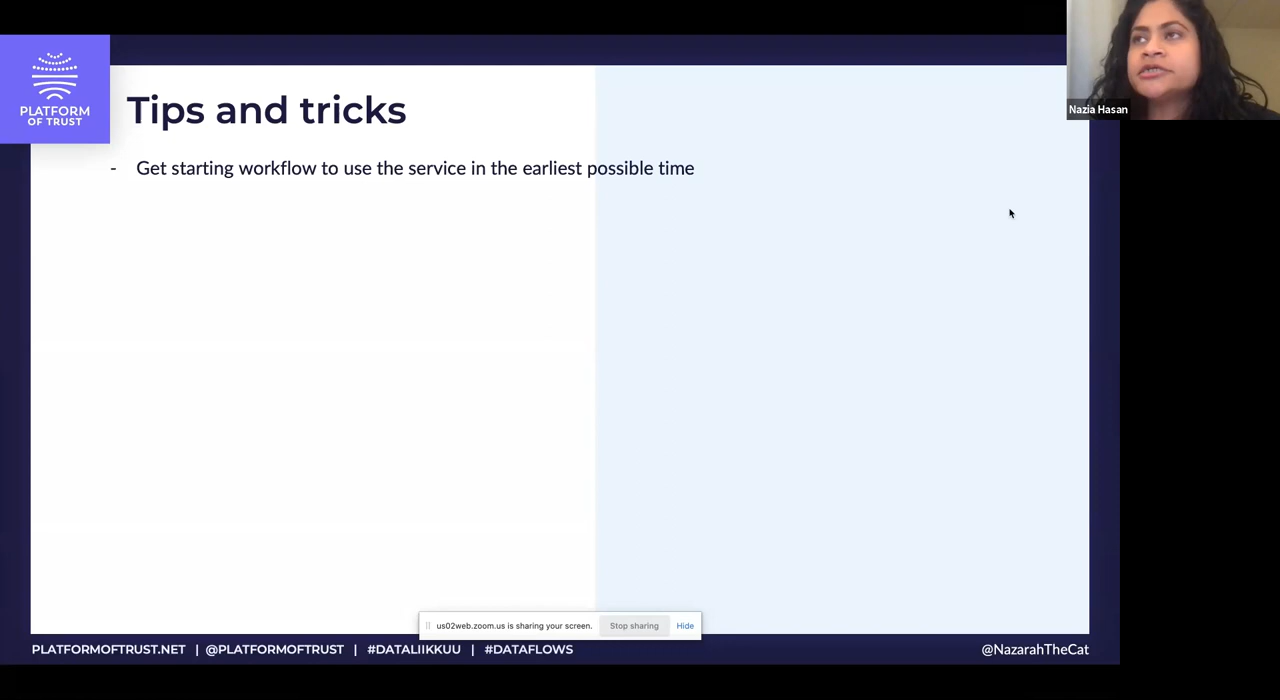 PLATFORM
OF TRUST
Tips and tricks
- Get starting workflow to use the service in the earliest possible time
Nazia Hasan
us02web.zoom.us is sharing your screen. Stop sharing Hide
PLATFORMOFTRUST.NET | @PLATFORMOFTRUST | #DATALIIKKUU | #DATAFLOWS @NazarahTheCat